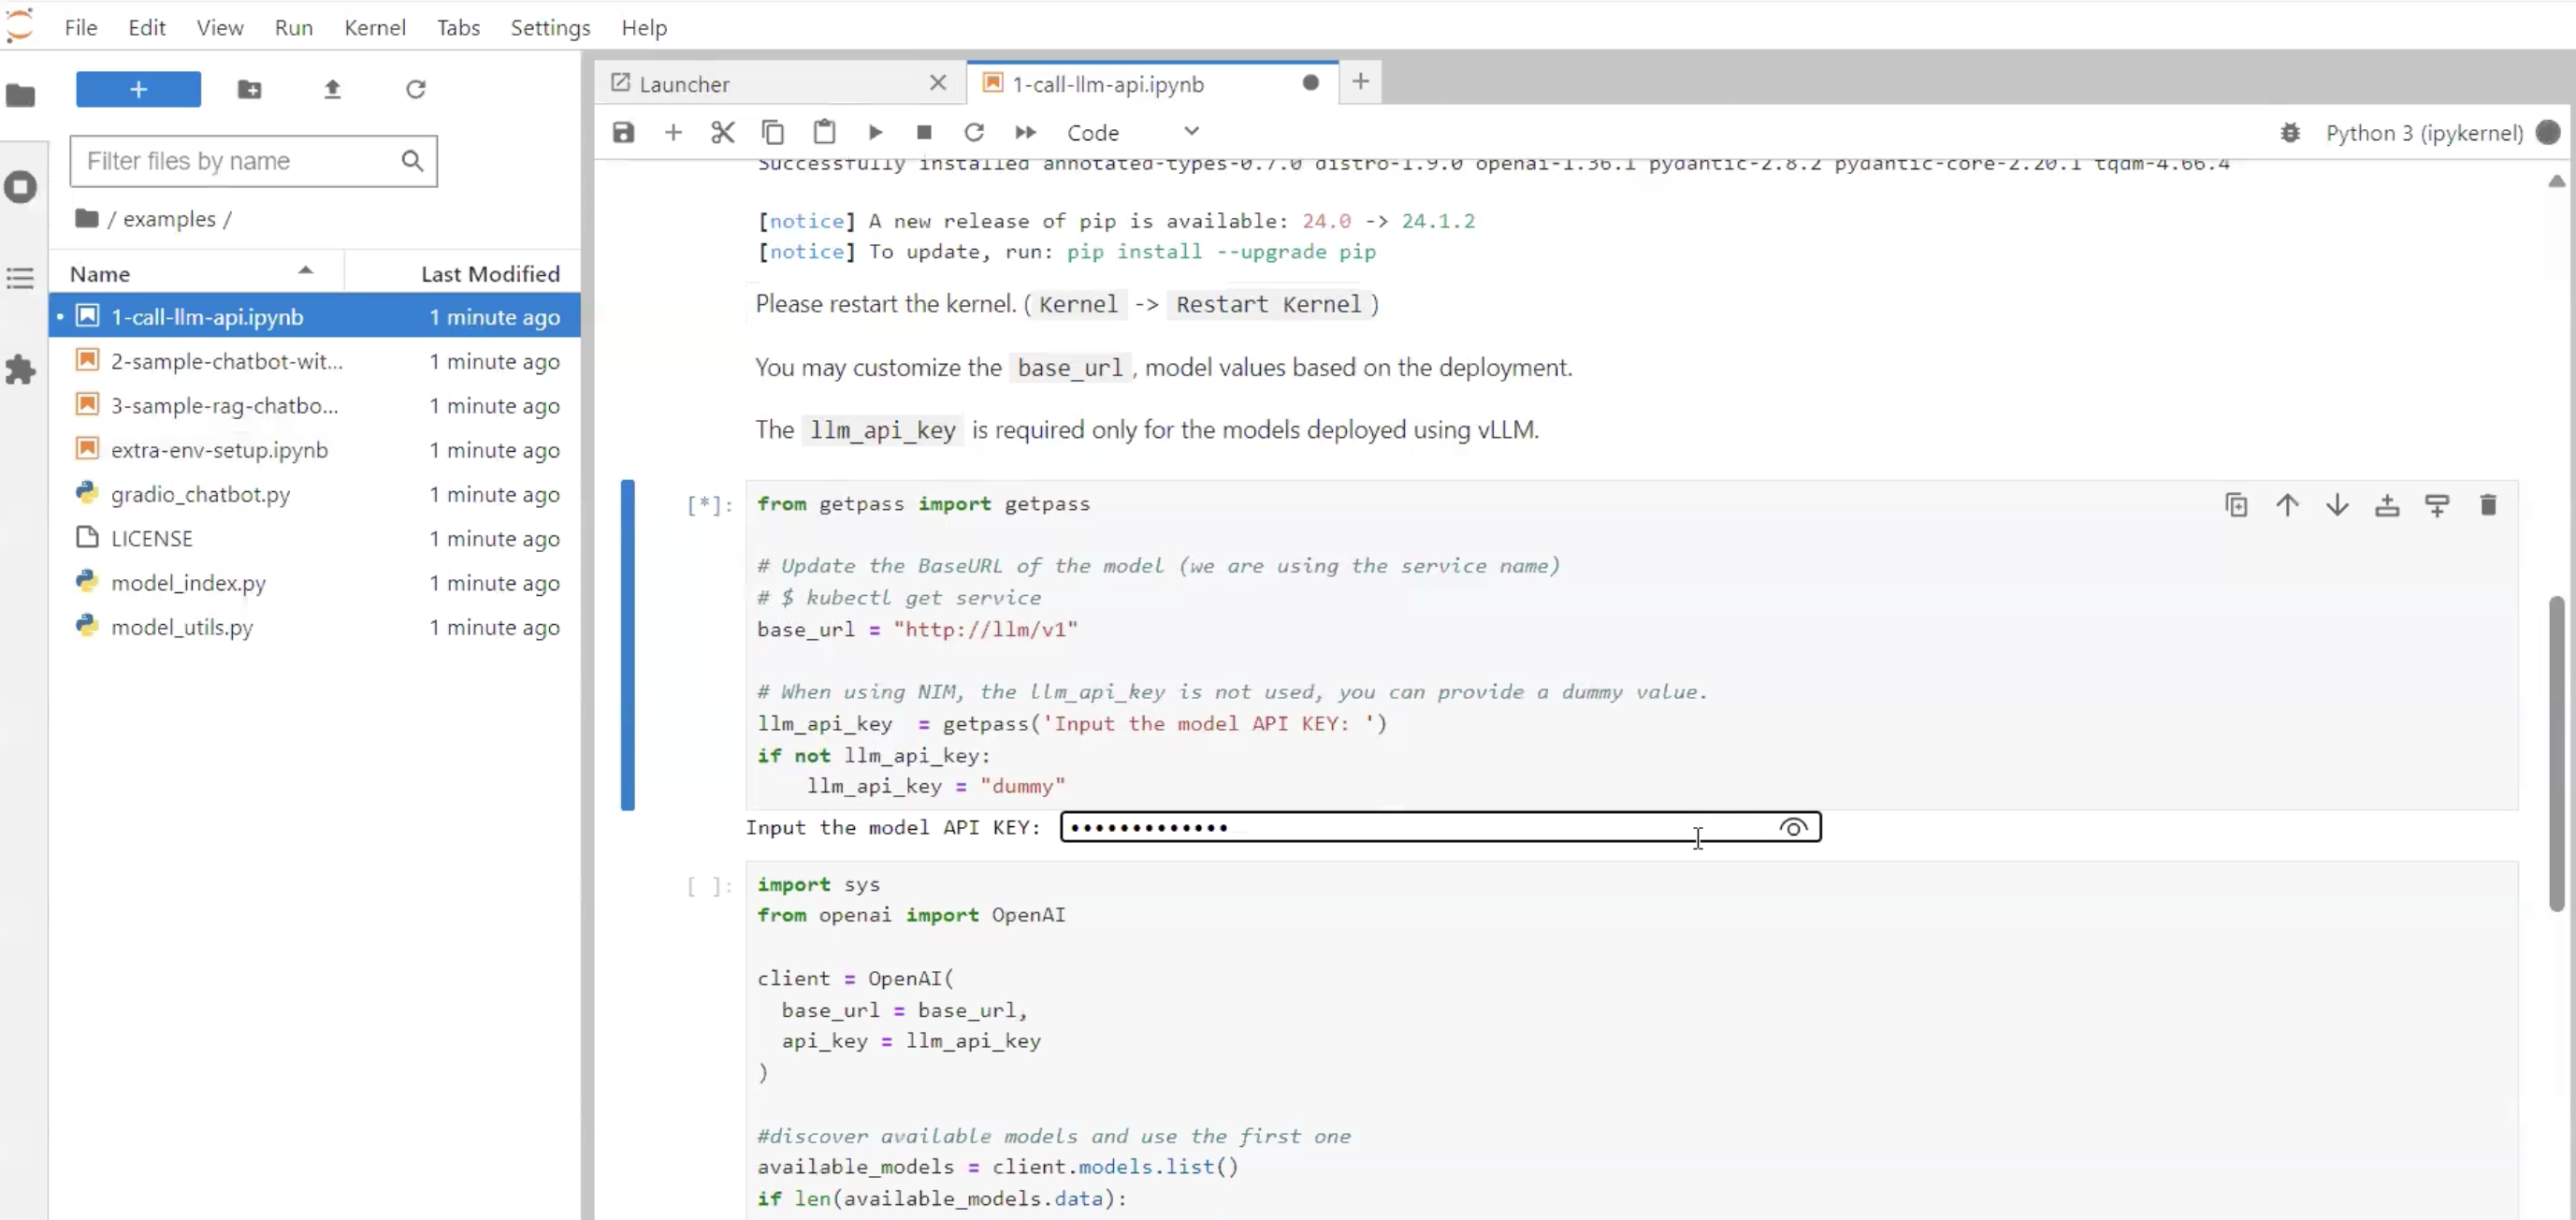 File Edit View Run Kernel Tabs Settings Help
+
Filter files by name
/ examples /
Name Last Modified
1-call-llm-api.ipynb 1 minute ago
2-sample-chatbot-wit... 1 minute ago
3-sample-rag-chatbo... 1 minute ago
extra-env-setup.ipynb 1 minute ago
gradio_chatbot.py 1 minute ago
LICENSE 1 minute ago
model_index.py 1 minute ago
model_utils.py 1 minute ago
Launcher
1-call-llm-api.ipynb
Code
Python 3 (ipykernel)
Successfully installed annotated-types-0.7.0 distro-1.9.0 openai-1.36.1 pydantic-2.8.2 pydantic-core-2.20.1 tqdm-4.66.4
[notice] A new release of pip is available: 24.0 -> 24.1.2
[notice] To update, run: pip install --upgrade pip
Please restart the kernel. ( Kernel -> Restart Kernel )
You may customize the base_url , model values based on the deployment.
The llm_api_key is required only for the models deployed using vLLM.
[*]:
from getpass import getpass
# Update the BaseURL of the model (we are using the service name)
# $ kubectl get service
base_url = "http://llm/v1"
# When using NIM, the llm_api_key is not used, you can provide a dummy value.
llm_api_key  = getpass('Input the model API KEY: ')
if not llm_api_key:
    llm_api_key = "dummy"
Input the model API KEY: •••••••••••••
[ ]:
import sys
from openai import OpenAI
client = OpenAI(
  base_url = base_url,
  api_key = llm_api_key
)
#discover available models and use the first one
available_models = client.models.list()
if len(available_models.data):